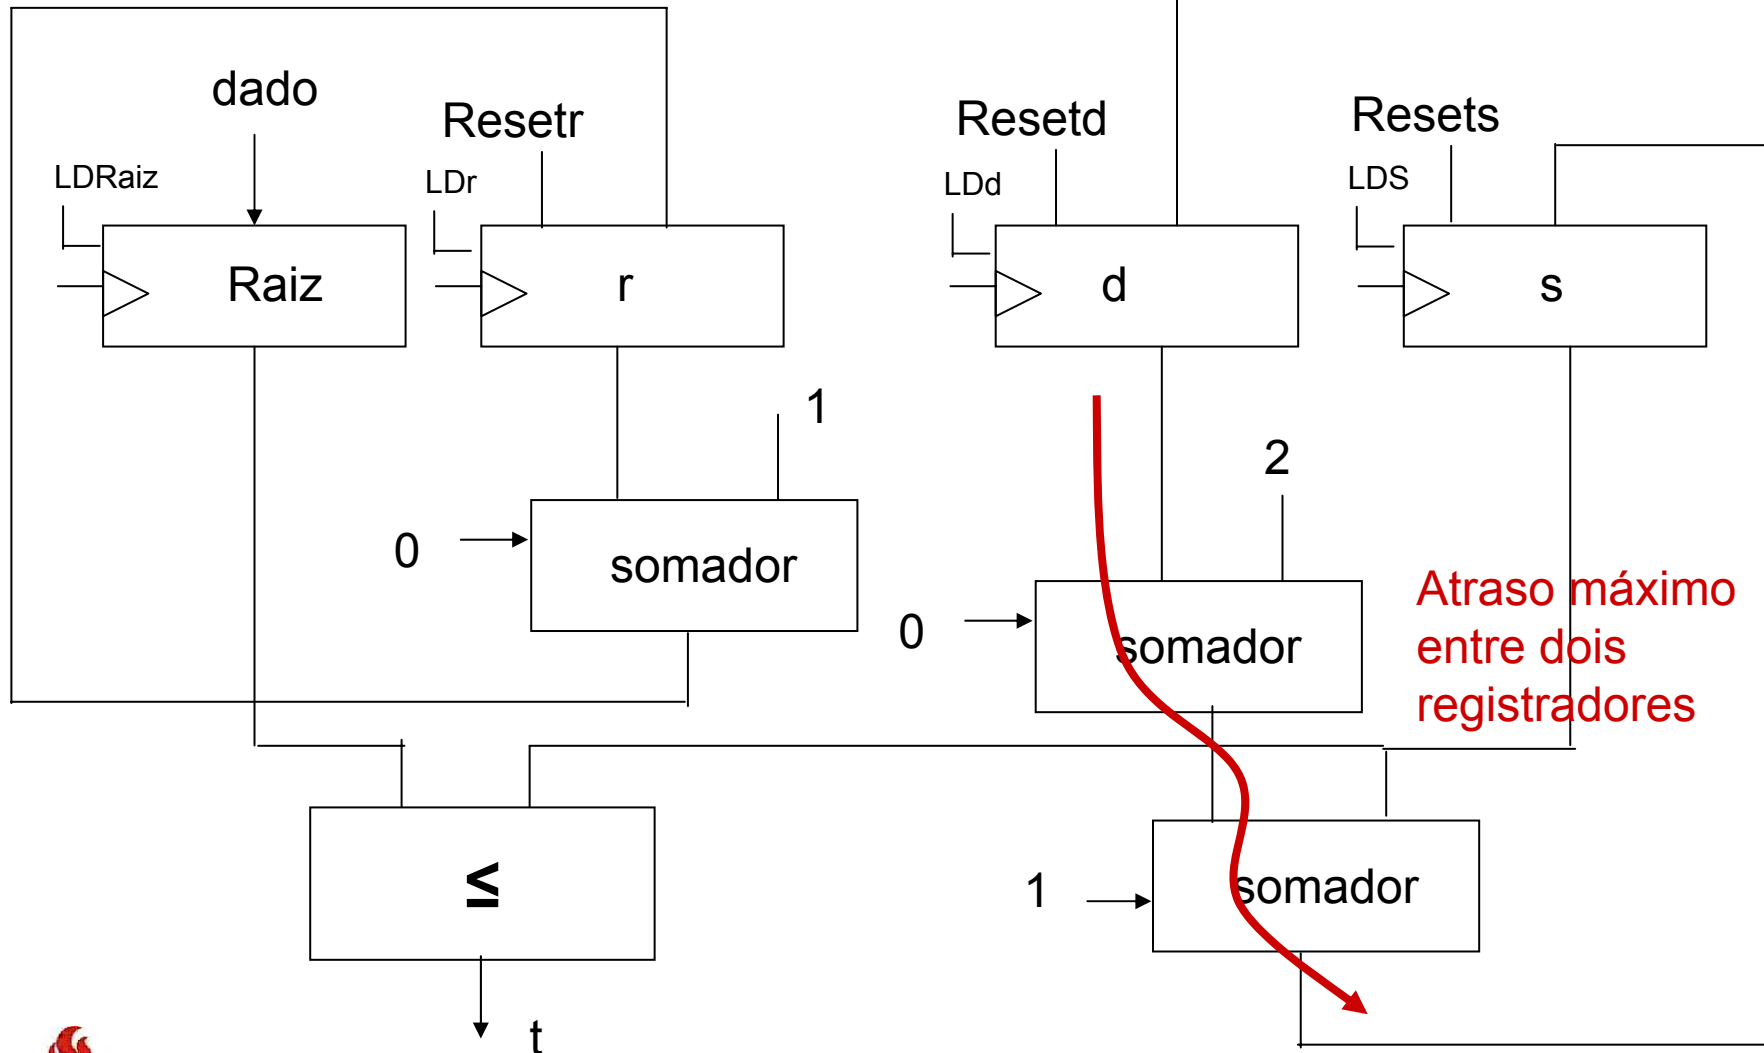 dado
Resetr
Resetd
Resets
LDRaiz
LDr
LDd
LDS
Raiz
r
d
s
1
2
0
somador
0
somador
Atraso máximo
entre dois
registradores
≤
1
somador
t